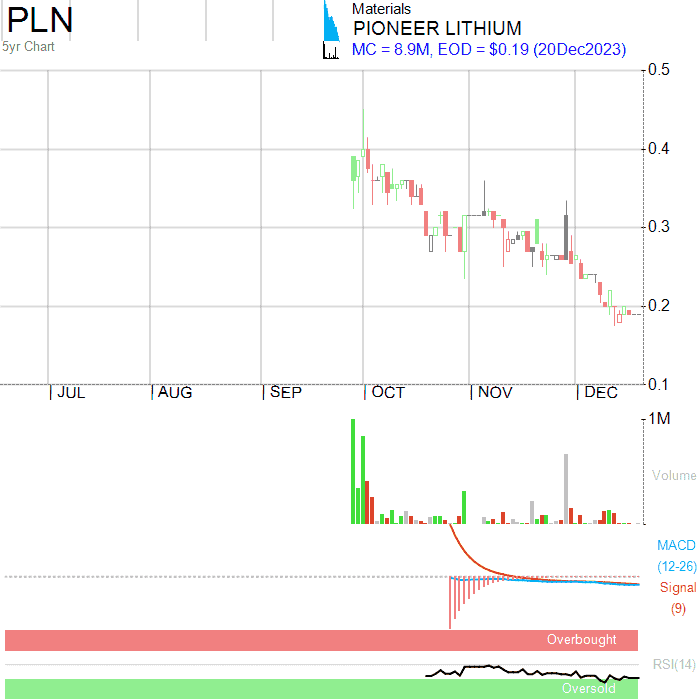 PLN
5yr Chart
Materials
PIONEER LITHIUM
MC = 8.9M, EOD = $0.19 (20Dec2023)
0.5
0.4
0.3
0.2
0.1
JUL AUG SEP OCT NOV DEC
1M
Volume
MACD
(12-26)
Signal
(9)
Overbought
RSI(14)
Oversold